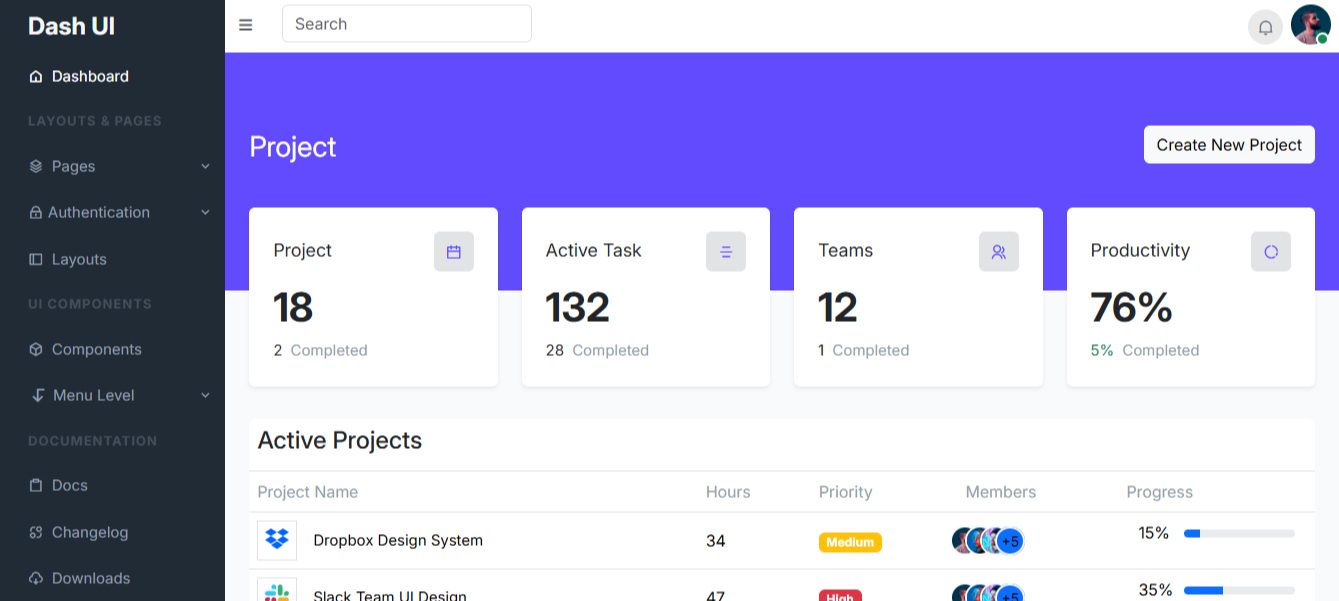 Dash UI
Dashboard
LAYOUTS & PAGES
Pages
Authentication
Layouts
UI COMPONENTS
Components
Menu Level
DOCUMENTATION
Docs
Changelog
Downloads
Search
Project
Create New Project
Project
18
2 Completed
Active Task
132
28 Completed
Teams
12
1 Completed
Productivity
76%
5% Completed
Active Projects
Project Name Hours Priority Members Progress
Dropbox Design System 34 Medium +5 15%
Slack Team UI Design 47 High +5 35%